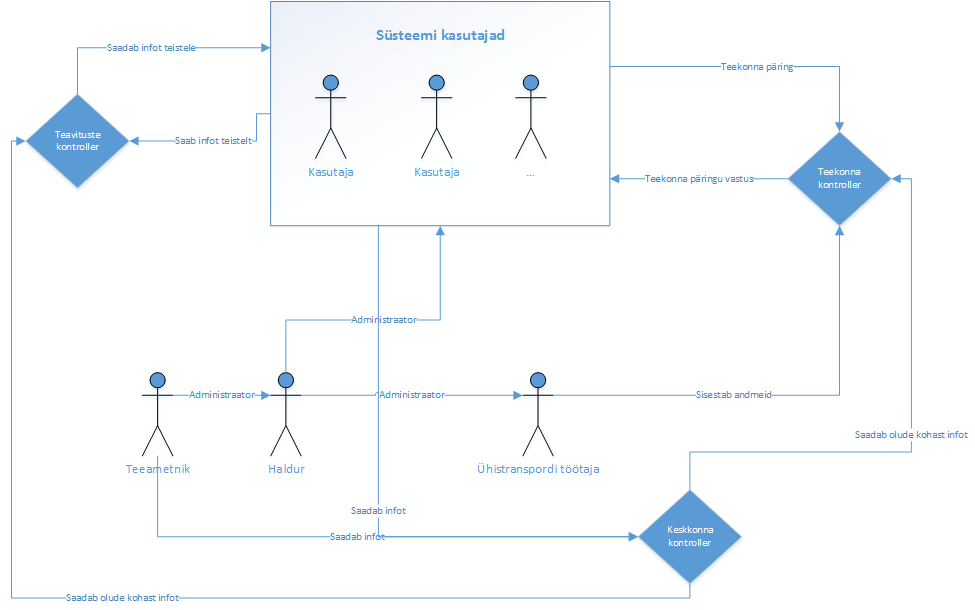 Süsteemi kasutajad
Saadab infot teistele
Teekonna päring
Teavituste
kontroller
Saab infot teistelt
Kasutaja
Kasutaja
...
Teekonna päringu vastus
Teekonna
kontroller
Administraator
Administraator
Administraator
Sisestab andmeid
Teeametnik
Haldur
Ühistranspordi töötaja
Saadab olude kohast infot
Saadab infot
Saadab infot
Keskkonna
kontroller
Saadab olude kohast infot